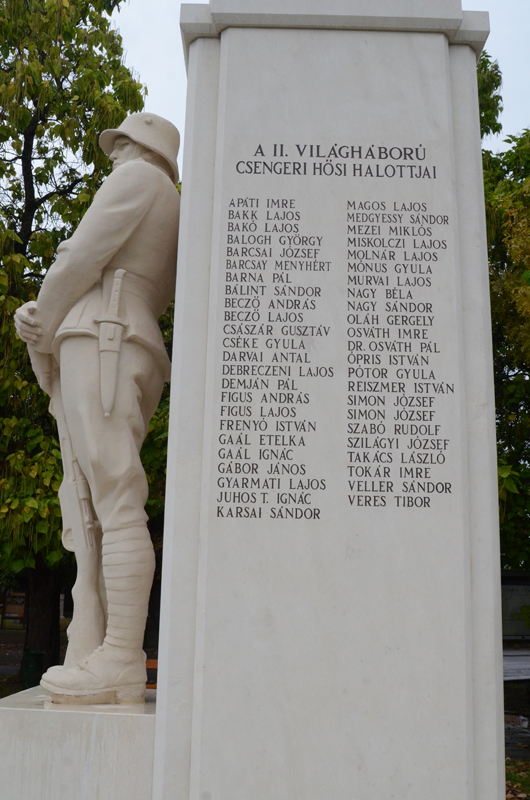 A II. VILÁGHÁBORÚ
CSENGERI HŐSI HALOTTJAI
APÁTI IMRE
BAKK LAJOS
BAKÓ LAJOS
BALOGH GYÖRGY
BARCSAI JÓZSEF
BARCSAY MENYHÉRT
BARNA PÁL
BÁLINT SÁNDOR
BECZŐ ANDRÁS
BECZŐ LAJOS
CSÁSZÁR GUSZTÁV
CSÉKE GYULA
DARVAI ANTAL
DEBRECZENI LAJOS
DEMJÁN PÁL
FIGUS ANDRÁS
FIGUS LAJOS
FRENYÓ ISTVÁN
GAÁL ETELKA
GAÁL IGNÁC
GÁBOR JÁNOS
GYARMATI LAJOS
JUHOS T. IGNÁC
KARSAI SÁNDOR
MAGOS LAJOS
MEDGYESSY SÁNDOR
MEZEI MIKLÓS
MISKOLCZI LAJOS
MOLNÁR LAJOS
MÓNUS GYULA
MURVAI LAJOS
NAGY BÉLA
NAGY SÁNDOR
OLÁH GERGELY
OSVÁTH IMRE
DR. OSVÁTH PÁL
ŐPRIS ISTVÁN
PÓTOR GYULA
REISZMER ISTVÁN
SIMON JÓZSEF
SIMON JÓZSEF
SZABÓ RUDOLF
SZILÁGYI JÓZSEF
TAKÁCS LÁSZLÓ
TOKÁR IMRE
VELLER SÁNDOR
VERES TIBOR